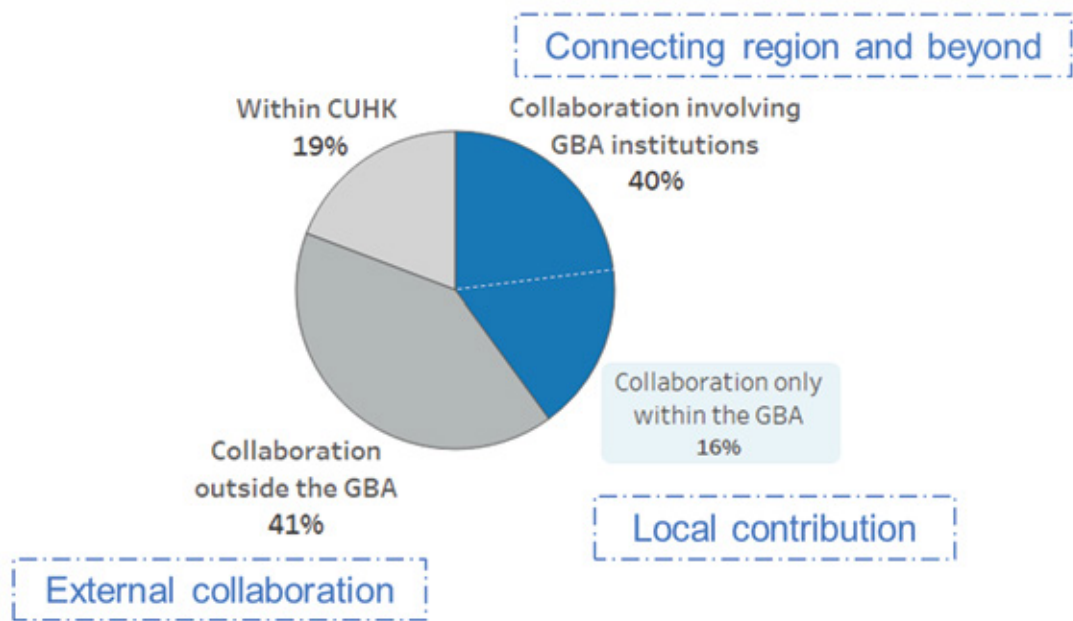 Connecting region and beyond
Within CUHK
19%
Collaboration involving
GBA institutions
40%
Collaboration only
within the GBA
16%
Collaboration
outside the GBA
41%
Local contribution
External collaboration